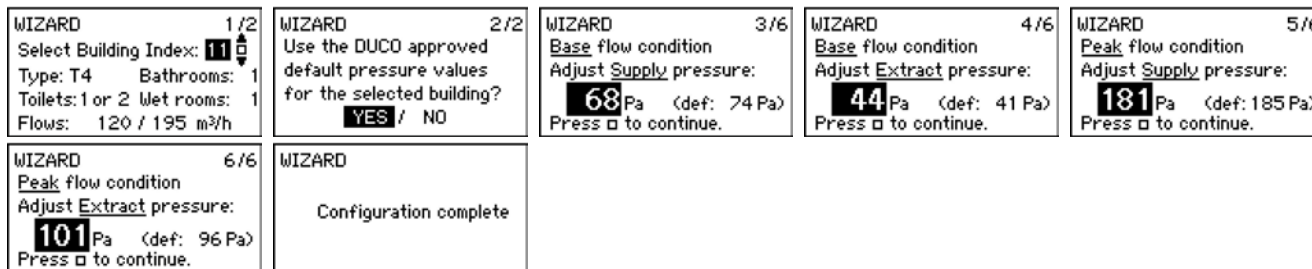 WIZARD 1/2
Select Building Index: 11
Type: T4 Bathrooms: 1
Toilets: 1 or 2 Wet rooms: 1
Flows: 120 / 195 m³/h
WIZARD 2/2
Use the DUCO approved
default pressure values
for the selected building?
YES / NO
WIZARD 3/6
Base flow condition
Adjust Supply pressure:
68 Pa (def: 74 Pa)
Press □ to continue.
WIZARD 4/6
Base flow condition
Adjust Extract pressure:
44 Pa (def: 41 Pa)
Press □ to continue.
WIZARD 5/6
Peak flow condition
Adjust Supply pressure:
181 Pa (def: 185 Pa)
Press □ to continue.
WIZARD 6/6
Peak flow condition
Adjust Extract pressure:
101 Pa (def: 96 Pa)
Press □ to continue.
WIZARD
Configuration complete